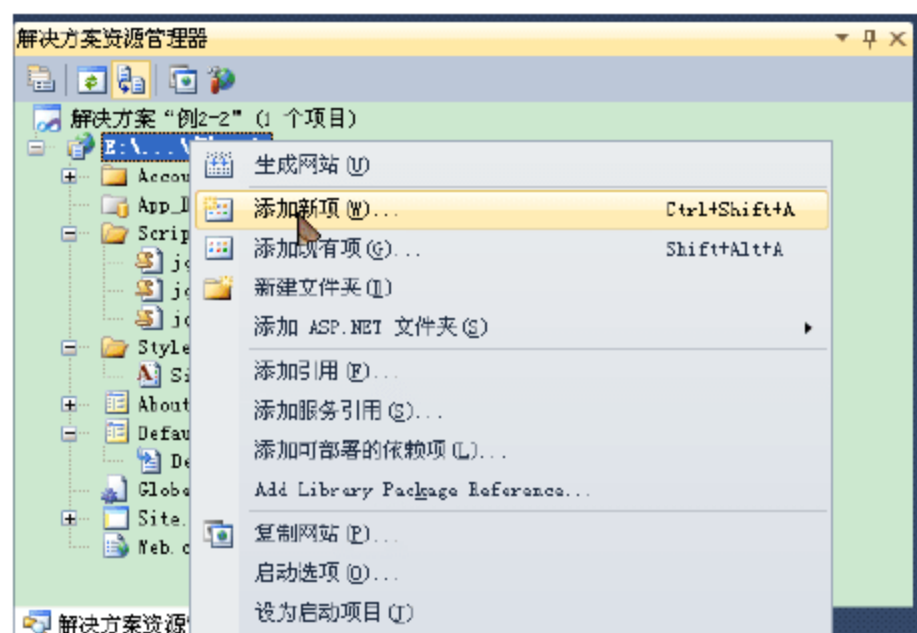 解决方案资源管理器
解决方案“例2-2” (1 个项目)
E:\...\
生成网站(U)
Accou
添加新项(W)... Ctrl+Shift+A
App_D
添加现有项(G)... Shift+Alt+A
Scrip
新建文件夹(D)
添加 ASP.NET 文件夹(S)
Style
添加引用(F)...
Si
About
添加服务引用(S)...
Defau
添加可部署的依赖项(L)...
De
Globa
Add Library Package Reference...
Site.
复制网站(P)...
Web.c
启动选项(O)...
设为启动项目(T)
解决方案资源